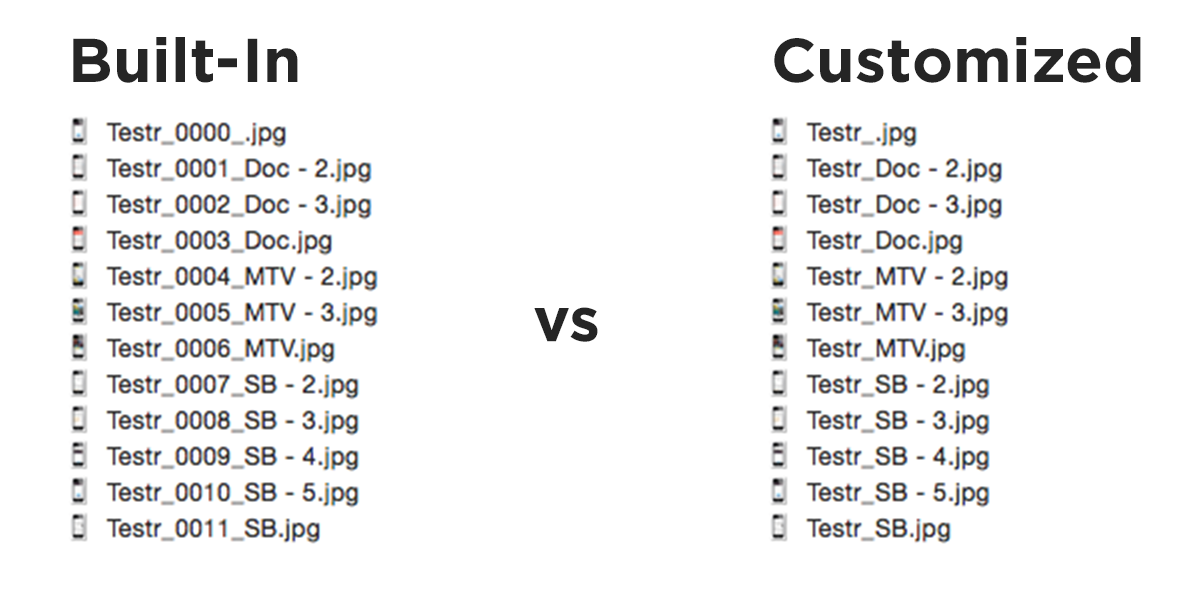 Built-In
Testr_0000_.jpg
Testr_0001_Doc - 2.jpg
Testr_0002_Doc - 3.jpg
Testr_0003_Doc.jpg
Testr_0004_MTV - 2.jpg
Testr_0005_MTV - 3.jpg
Testr_0006_MTV.jpg
Testr_0007_SB - 2.jpg
Testr_0008_SB - 3.jpg
Testr_0009_SB - 4.jpg
Testr_0010_SB - 5.jpg
Testr_0011_SB.jpg
vs
Customized
Testr_.jpg
Testr_Doc - 2.jpg
Testr_Doc - 3.jpg
Testr_Doc.jpg
Testr_MTV - 2.jpg
Testr_MTV - 3.jpg
Testr_MTV.jpg
Testr_SB - 2.jpg
Testr_SB - 3.jpg
Testr_SB - 4.jpg
Testr_SB - 5.jpg
Testr_SB.jpg